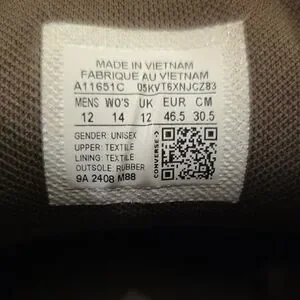 MADE IN VIETNAM
FABRIQUE AU VIETNAM
A11651C 05KVT6XNJCZ83
MENS WO'S UK EUR CM
12 14 12 46.5 30.5
GENDER: UNISEX
UPPER: TEXTILE
LINING: TEXTILE
OUTSOLE: RUBBER
9A 2408 M88
CONVERSE